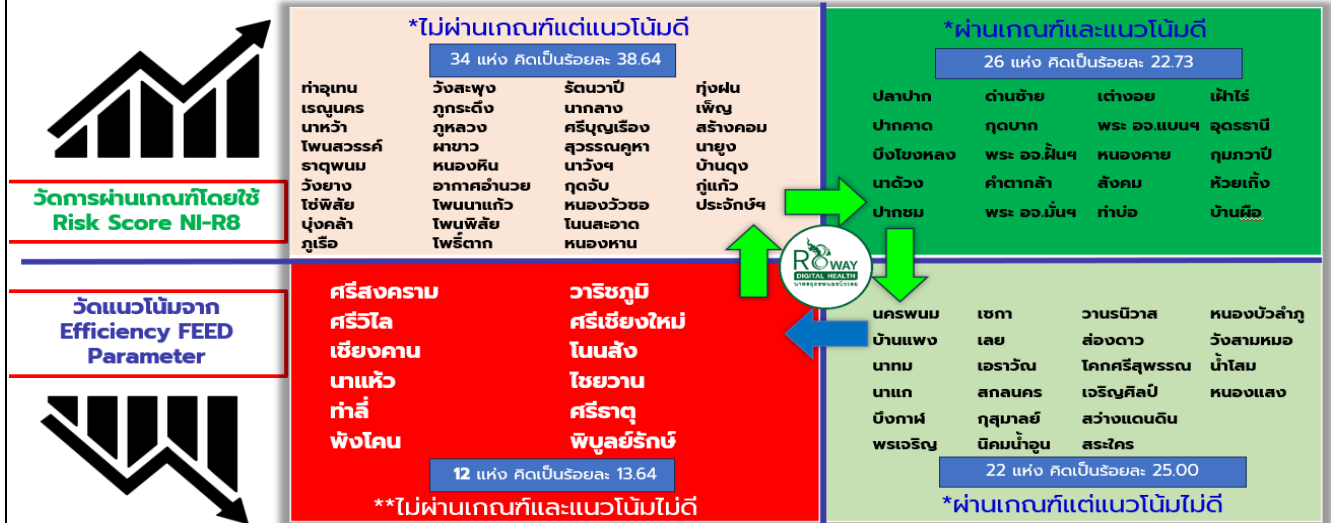 *ไม่ผ่านเกณฑ์แต่แนวโน้มดี
34 แห่ง คิดเป็นร้อยละ 38.64
ท่าอุเทน วังสะพุง รัตนวาปี ทุ่งฝน
เรณูนคร ภูกระดึง นากลาง เพ็ญ
นาหว้า ภูหลวง ศรีบุญเรือง สร้างคอม
โพนสวรรค์ ผาขาว สุวรรณคูหา นายูง
ธาตุพนม หนองหิน นาวังฯ บ้านดุง
วังยาง อากาศอำนวย กุดจับ กู่แก้ว
โซ่พิสัย โพนนาแก้ว หนองวัวซอ ประจักษ์ฯ
บุ่งคล้า โพนพิสัย โนนสะอาด
ภูเรือ โพธิ์ตาก หนองหาน
*ผ่านเกณฑ์และแนวโน้มดี
26 แห่ง คิดเป็นร้อยละ 22.73
ปลาปาก ด่านซ้าย เต่างอย เฝ้าไร่
ปากคาด กุดบาก พระ อจ.แบนฯ อุดรธานี
บึงโขงหลง พระ อจ.ฝั้นฯ หนองคาย กุมภวาปี
นาด้วง คำตากล้า สังคม ห้วยเกิ้ง
ปากชม พระ อจ.มั่นฯ ท่าบ่อ บ้านผือ
วัดการผ่านเกณฑ์โดยใช้
Risk Score NI-R8
R8WAY
DIGITAL HEALTH
นาครอุดรหนองบึงเลย
วัดแนวโน้มจาก
Efficiency FEED
Parameter
ศรีสงคราม วาริชภูมิ
ศรีวิไล ศรีเชียงใหม่
เชียงคาน โนนสัง
นาแห้ว ไชยวาน
ท่าลี่ ศรีธาตุ
พังโคน พิบูลย์รักษ์
12 แห่ง คิดเป็นร้อยละ 13.64
**ไม่ผ่านเกณฑ์และแนวโน้มไม่ดี
นครพนม เซกา วานรนิวาส หนองบัวลำภู
บ้านแพง เลย ส่องดาว วังสามหมอ
นาทม เอราวัณ โคกศรีสุพรรณ น้ำโสม
นาแก สกลนคร เจริญศิลป์ หนองแสง
บึงกาฬ กุสุมาลย์ สว่างแดนดิน
พรเจริญ นิคมน้ำอูน สระใคร
22 แห่ง คิดเป็นร้อยละ 25.00
*ผ่านเกณฑ์แต่แนวโน้มไม่ดี